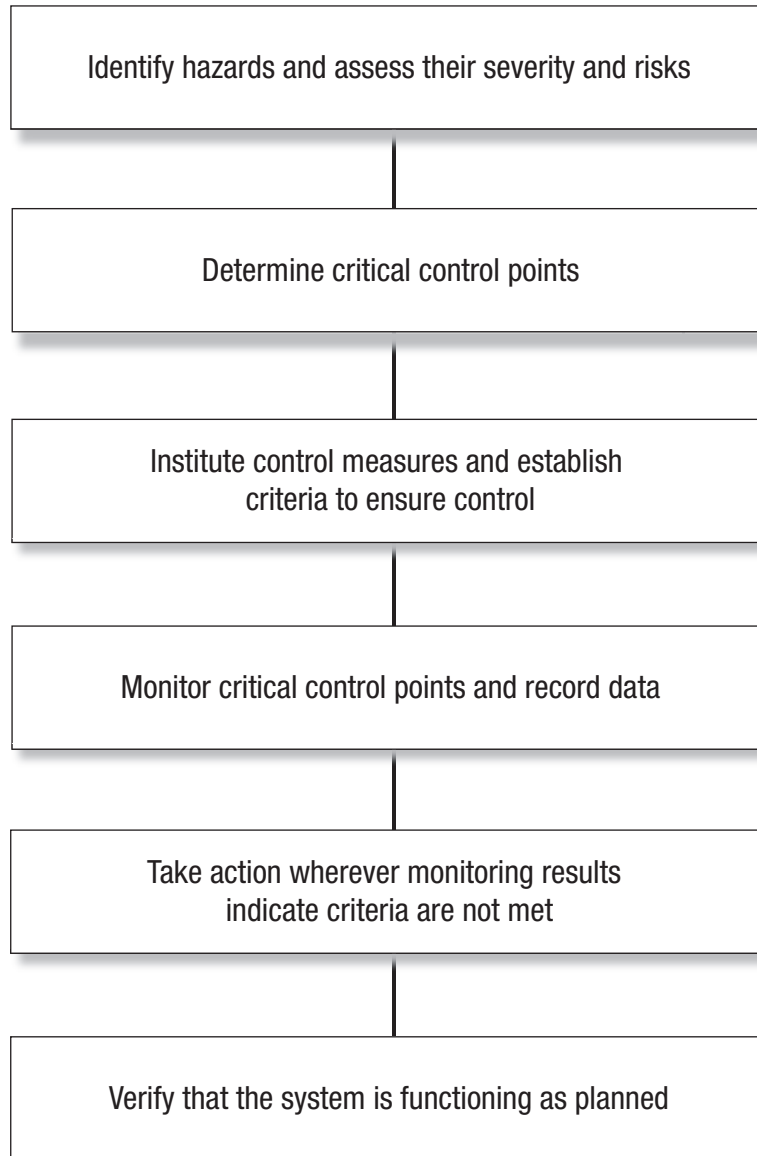 Identify hazards and assess their severity and risks
Determine critical control points
Institute control measures and establish
criteria to ensure control
Monitor critical control points and record data
Take action wherever monitoring results
indicate criteria are not met
Verify that the system is functioning as planned